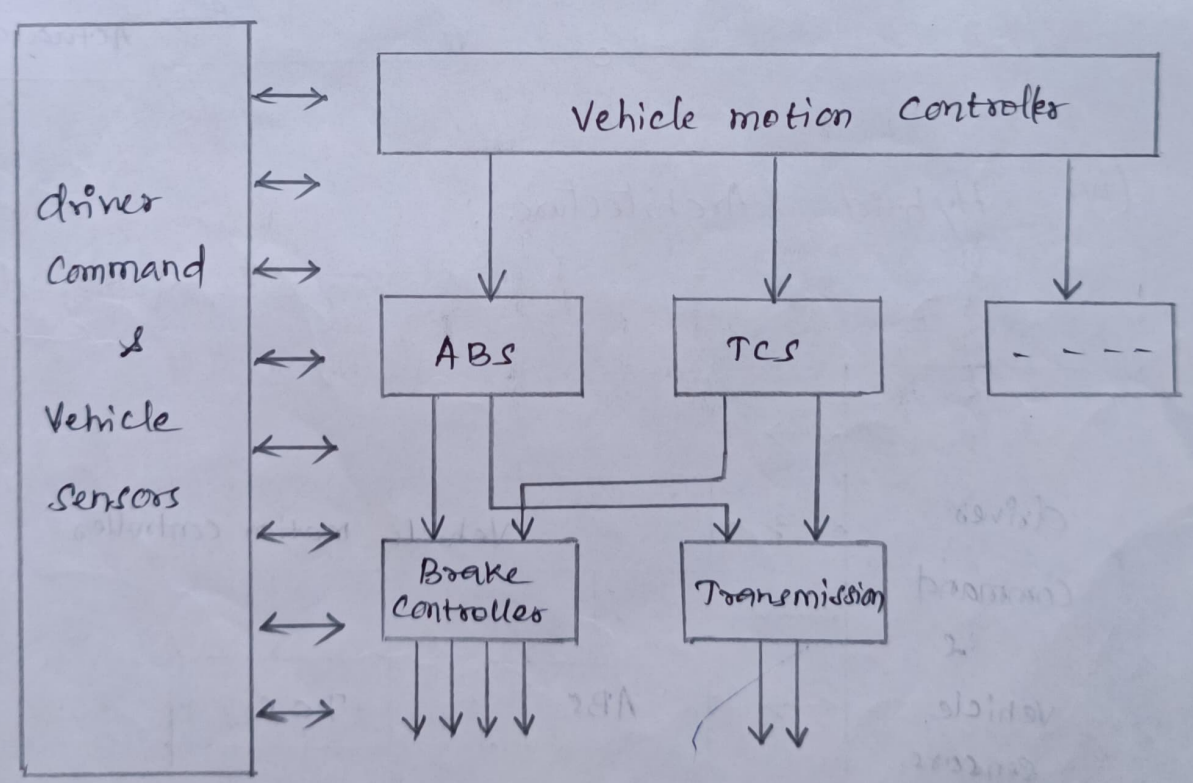 Vehicle motion Controller
driver
Command
&
Vehicle
sensors
ABS
TCS
- - - -
Brake
Controller
Transmission